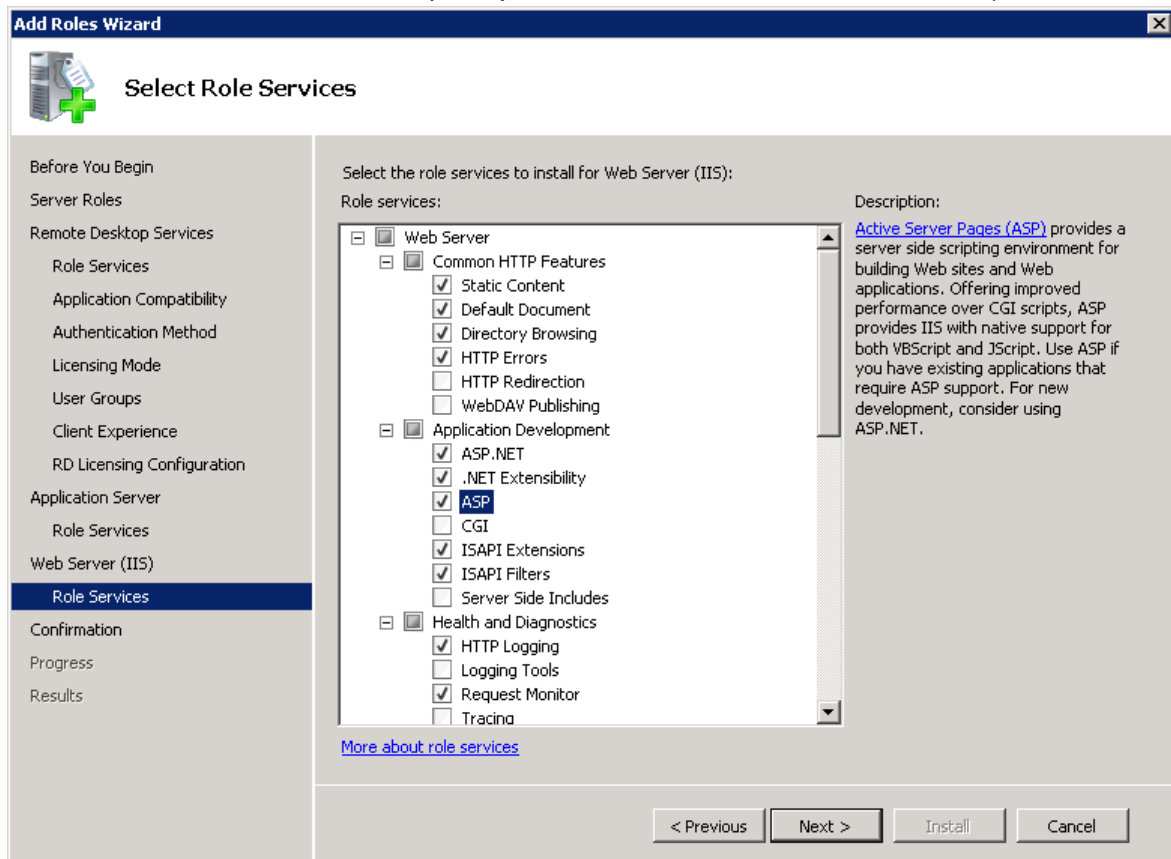 Add Roles Wizard
Select Role Services
Before You Begin
Server Roles
Remote Desktop Services
Role Services
Application Compatibility
Authentication Method
Licensing Mode
User Groups
Client Experience
RD Licensing Configuration
Application Server
Role Services
Web Server (IIS)
Role Services
Confirmation
Progress
Results
Select the role services to install for Web Server (IIS):
Role services:
Web Server
Common HTTP Features
Static Content
Default Document
Directory Browsing
HTTP Errors
HTTP Redirection
WebDAV Publishing
Application Development
ASP.NET
.NET Extensibility
ASP
CGI
ISAPI Extensions
ISAPI Filters
Server Side Includes
Health and Diagnostics
HTTP Logging
Logging Tools
Request Monitor
Tracing
More about role services
Description:
Active Server Pages (ASP) provides a
server side scripting environment for
building Web sites and Web
applications. Offering improved
performance over CGI scripts, ASP
provides IIS with native support for
both VBScript and JScript. Use ASP if
you have existing applications that
require ASP support. For new
development, consider using
ASP.NET.
< Previous
Next >
Install
Cancel